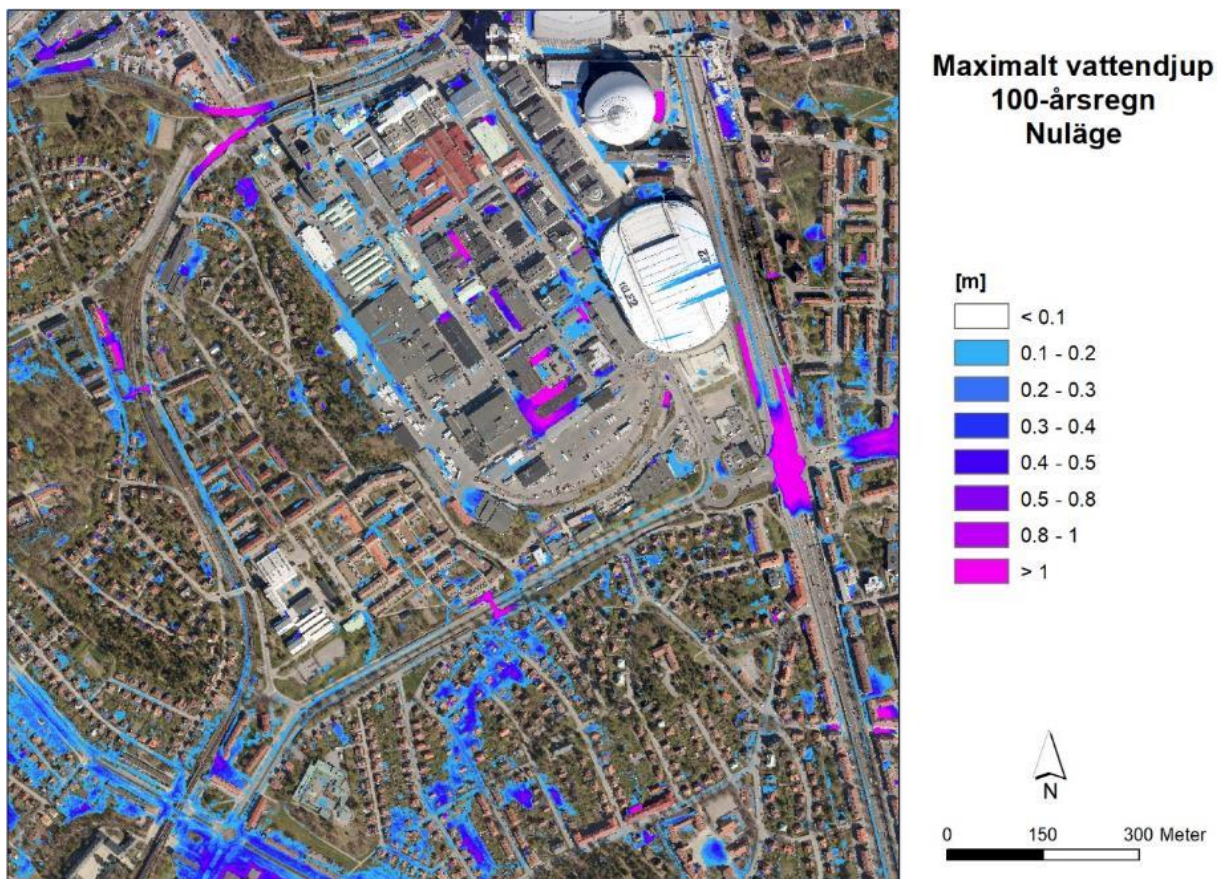 Maximalt vattendjup
100-årsregn
Nuläge
[m]
< 0.1
0.1 - 0.2
0.2 - 0.3
0.3 - 0.4
0.4 - 0.5
0.5 - 0.8
0.8 - 1
> 1
N
0 150 300 Meter